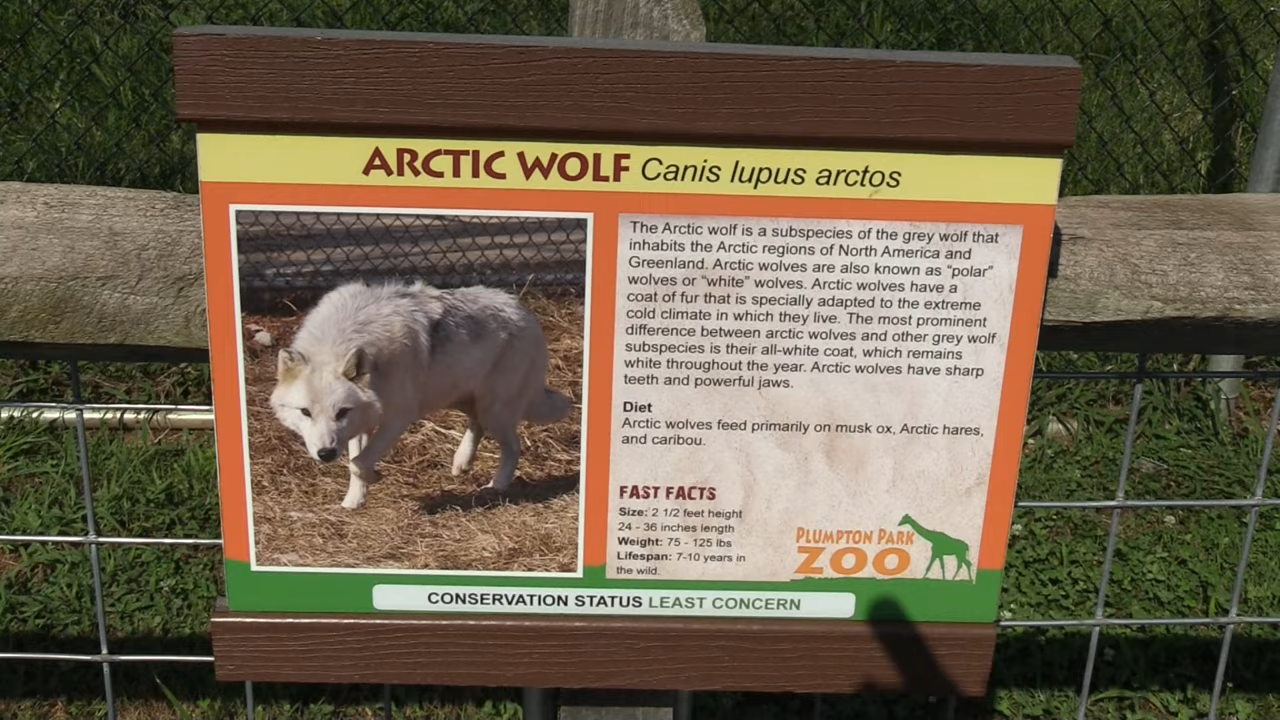 ARCTIC WOLF Canis lupus arctos
The Arctic wolf is a subspecies of the grey wolf that
inhabits the Arctic regions of North America and
Greenland. Arctic wolves are also known as “polar”
wolves or “white” wolves. Arctic wolves have a
coat of fur that is specially adapted to the extreme
cold climate in which they live. The most prominent
difference between arctic wolves and other grey wolf
subspecies is their all-white coat, which remains
white throughout the year. Arctic wolves have sharp
teeth and powerful jaws.
Diet
Arctic wolves feed primarily on musk ox, Arctic hares,
and caribou.
FAST FACTS
Size: 2 1/2 feet height
24 - 36 inches length
Weight: 75 - 125 lbs
Lifespan: 7-10 years in
the wild.
PLUMPTON PARK
ZOO
CONSERVATION STATUS LEAST CONCERN